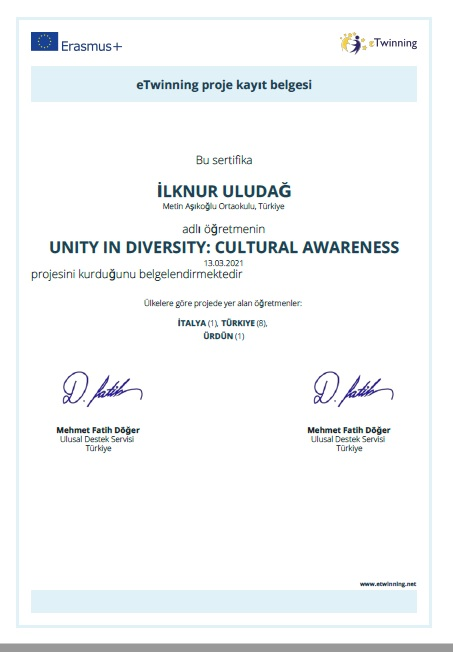 Erasmus+
eTwinning
eTwinning proje kayıt belgesi
Bu sertifika
İLKNUR ULUDAĞ
Metin Aşıkoğlu Ortaokulu, Türkiye
adlı öğretmenin
UNITY IN DIVERSITY: CULTURAL AWARENESS
13.03.2021
projesini kurduğunu belgelendirmektedir
Ülkelere göre projede yer alan öğretmenler:
İTALYA (1), TÜRKIYE (8),
ÜRDÜN (1)
D. fatih D. fatih
Mehmet Fatih Döğer Mehmet Fatih Döğer
Ulusal Destek Servisi Ulusal Destek Servisi
Türkiye Türkiye
www.etwinning.net